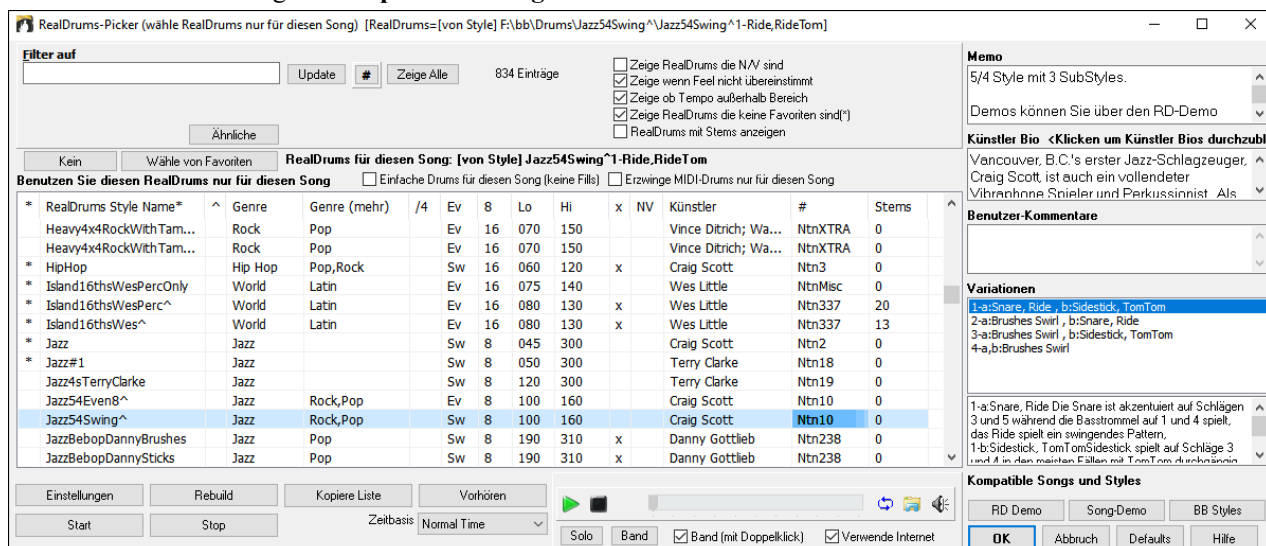 RealDrums-Picker (wähle RealDrums nur für diesen Song) [RealDrums=[von Style] F:\bb\Drums\Jazz54Swing^\Jazz54Swing^1-Ride,RideTom]
Filter auf
Update # Zeige Alle 834 Einträge
Ähnliche
Zeige RealDrums die N/V sind
Zeige wenn Feel nicht übereinstimmt
Zeige ob Tempo außerhalb Bereich
Zeige RealDrums die keine Favoriten sind(*)
RealDrums mit Stems anzeigen
Kein Wähle von Favoriten RealDrums für diesen Song: [von Style] Jazz54Swing^1-Ride,RideTom
Benutzen Sie diesen RealDrums nur für diesen Song Einfache Drums für diesen Song (keine Fills) Erzwinge MIDI-Drums nur für diesen Song
* RealDrums Style Name* ^ Genre Genre (mehr) /4 Ev 8 Lo Hi x NV Künstler # Stems
Heavy4x4RockWithTam... Rock Pop Ev 16 070 150 Vince Ditrich; Wa... NtnXTRA 0
Heavy4x4RockWithTam... Rock Pop Ev 16 070 150 Vince Ditrich; Wa... NtnXTRA 0
* HipHop Hip Hop Pop,Rock Sw 16 060 120 x Craig Scott Ntn3 0
* Island16thsWesPercOnly World Latin Ev 16 075 140 Wes Little NtnMisc 0
* Island16thsWesPerc^ World Latin Ev 16 080 130 x Wes Little Ntn337 20
* Island16thsWes^ World Latin Ev 16 080 130 x Wes Little Ntn337 13
* Jazz Jazz Sw 8 045 300 Craig Scott Ntn2 0
* Jazz#1 Jazz Sw 8 050 300 Terry Clarke Ntn18 0
Jazz4sTerryClarke Jazz Sw 8 120 300 Terry Clarke Ntn19 0
Jazz54Even8^ Jazz Rock,Pop Ev 8 100 160 Craig Scott Ntn10 0
Jazz54Swing^ Jazz Rock,Pop Sw 8 100 160 Craig Scott Ntn10 0
JazzBebopDannyBrushes Jazz Pop Sw 8 190 310 x Danny Gottlieb Ntn238 0
JazzBebopDannySticks Jazz Pop Sw 8 190 310 x Danny Gottlieb Ntn238 0
Einstellungen Rebuild Kopiere Liste Vorhören
Start Stop Zeitbasis Normal Time
Solo Band Band (mit Doppelklick) Verwende Internet
Memo
5/4 Style mit 3 SubStyles.
Demos können Sie über den RD-Demo
Künstler Bio <Klicken um Künstler Bios durchzubl
Vancouver, B.C.'s erster Jazz-Schlagzeuger,
Craig Scott, ist auch ein vollendeter
Vibraphone Spieler und Perkussionist. Als
Benutzer-Kommentare
Variationen
1-a:Snare, Ride , b:Sidestick, TomTom
2-a:Brushes Swirl , b:Snare, Ride
3-a:Brushes Swirl , b:Sidestick, TomTom
4-a,b:Brushes Swirl
1-a:Snare, Ride Die Snare ist akzentuiert auf Schlägen
3 und 5 während die Basstrommel auf 1 und 4 spielt,
das Ride spielt ein swingendes Pattern,
1-b:Sidestick, TomTomSidestick spielt auf Schläge 3
und 4 in den meisten Fällen mit TomTom durchgängig
Kompatible Songs und Styles
RD Demo Song-Demo BB Styles
OK Abbruch Defaults Hilfe